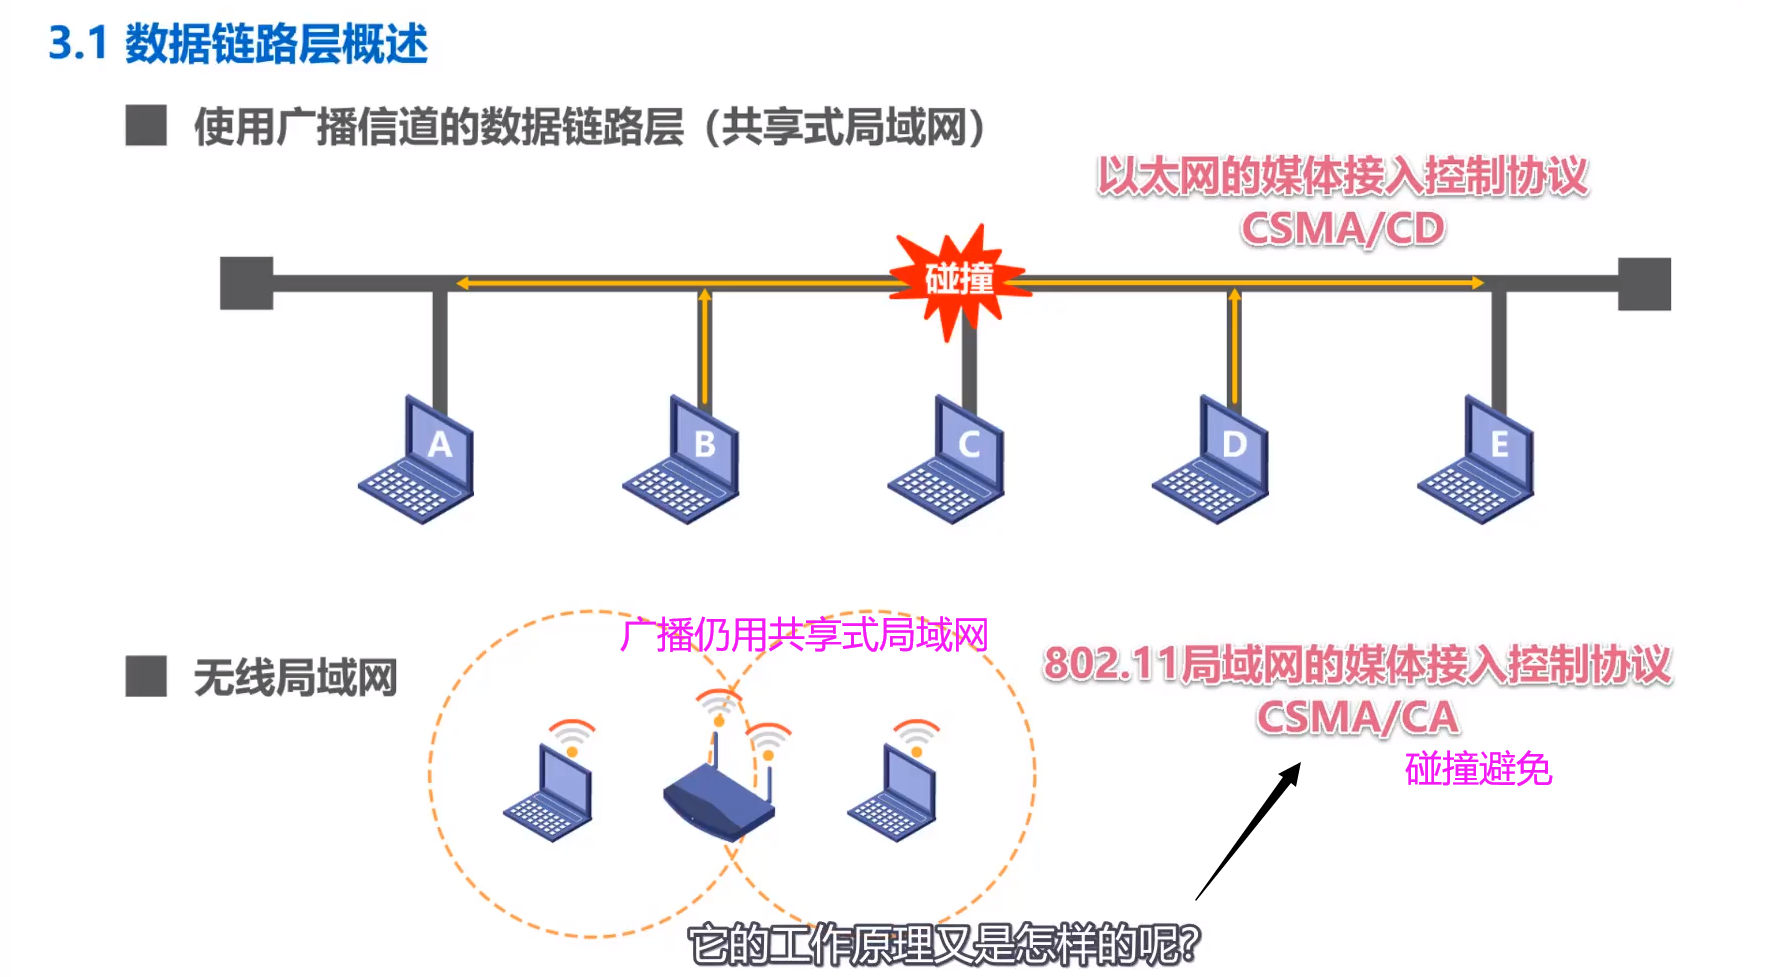 3.1 数据链路层概述
使用广播信道的数据链路层（共享式局域网）
以太网的媒体接入控制协议
CSMA/CD
碰撞
A
B
C
D
E
广播仍用共享式局域网
无线局域网
802.11局域网的媒体接入控制协议
CSMA/CA
碰撞避免
它的工作原理又是怎样的呢?